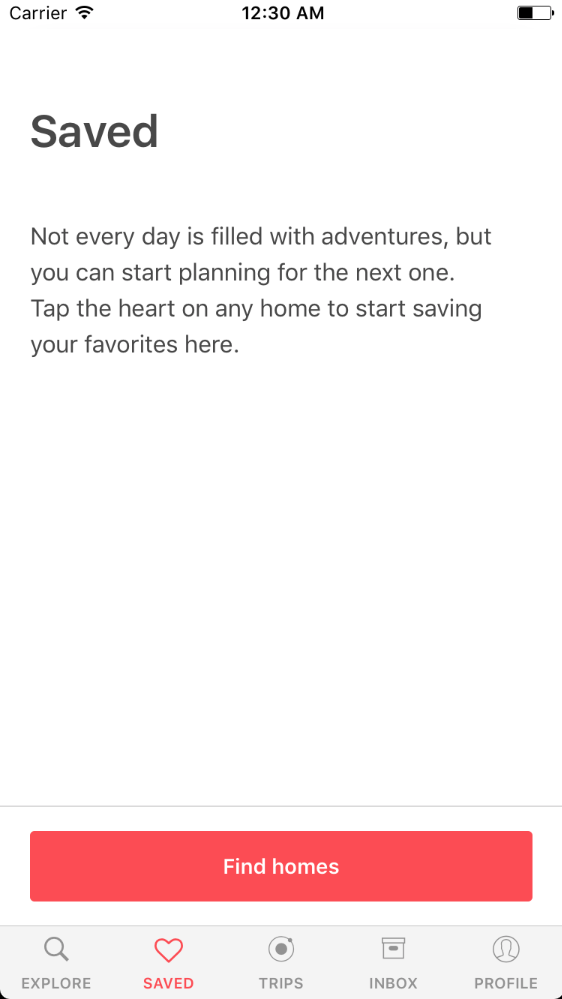 Carrier 12:30 AM
Saved
Not every day is filled with adventures, but
you can start planning for the next one.
Tap the heart on any home to start saving
your favorites here.
Find homes
EXPLORE SAVED TRIPS INBOX PROFILE